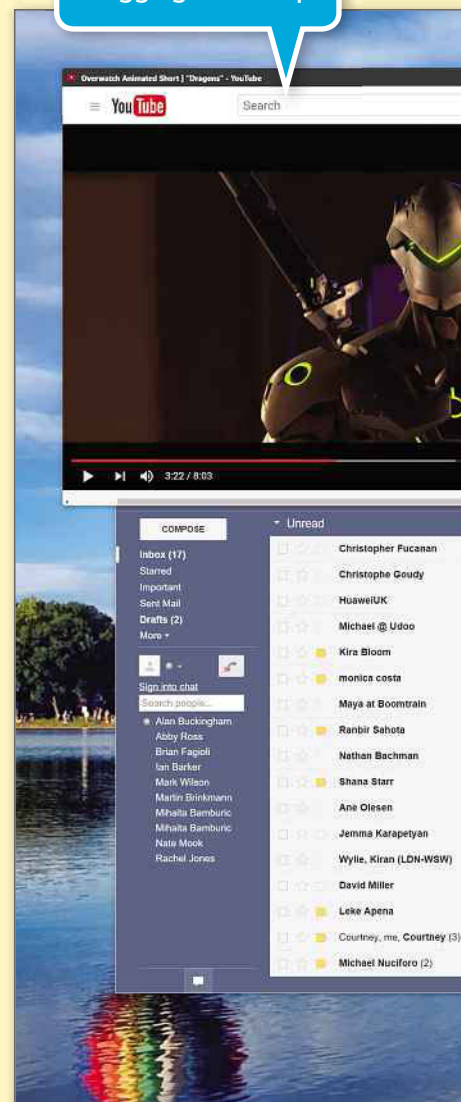 Overwatch Animated Short | "Dragons" - YouTube
YouTube
Search
3:22 / 8:03
COMPOSE
Inbox (17)
Starred
Important
Sent Mail
Drafts (2)
More
Sign into chat
Search people...
Alan Buckingham
Abby Ross
Brian Fagioli
Ian Barker
Mark Wilson
Martin Brinkmann
Mihaita Bamburic
Mihaita Bamburic
Nate Mook
Rachel Jones
Unread
Christopher Fucanan
Christophe Goudy
HuaweiUK
Michael @ Udoo
Kira Bloom
monica costa
Maya at Boomtrain
Ranbir Sahota
Nathan Bachman
Shana Starr
Ane Olesen
Jemma Karapetyan
Wylie, Kiran (LDN-WSW)
David Miller
Leke Apena
Courtney, me, Courtney (3)
Michael Nuciforo (2)